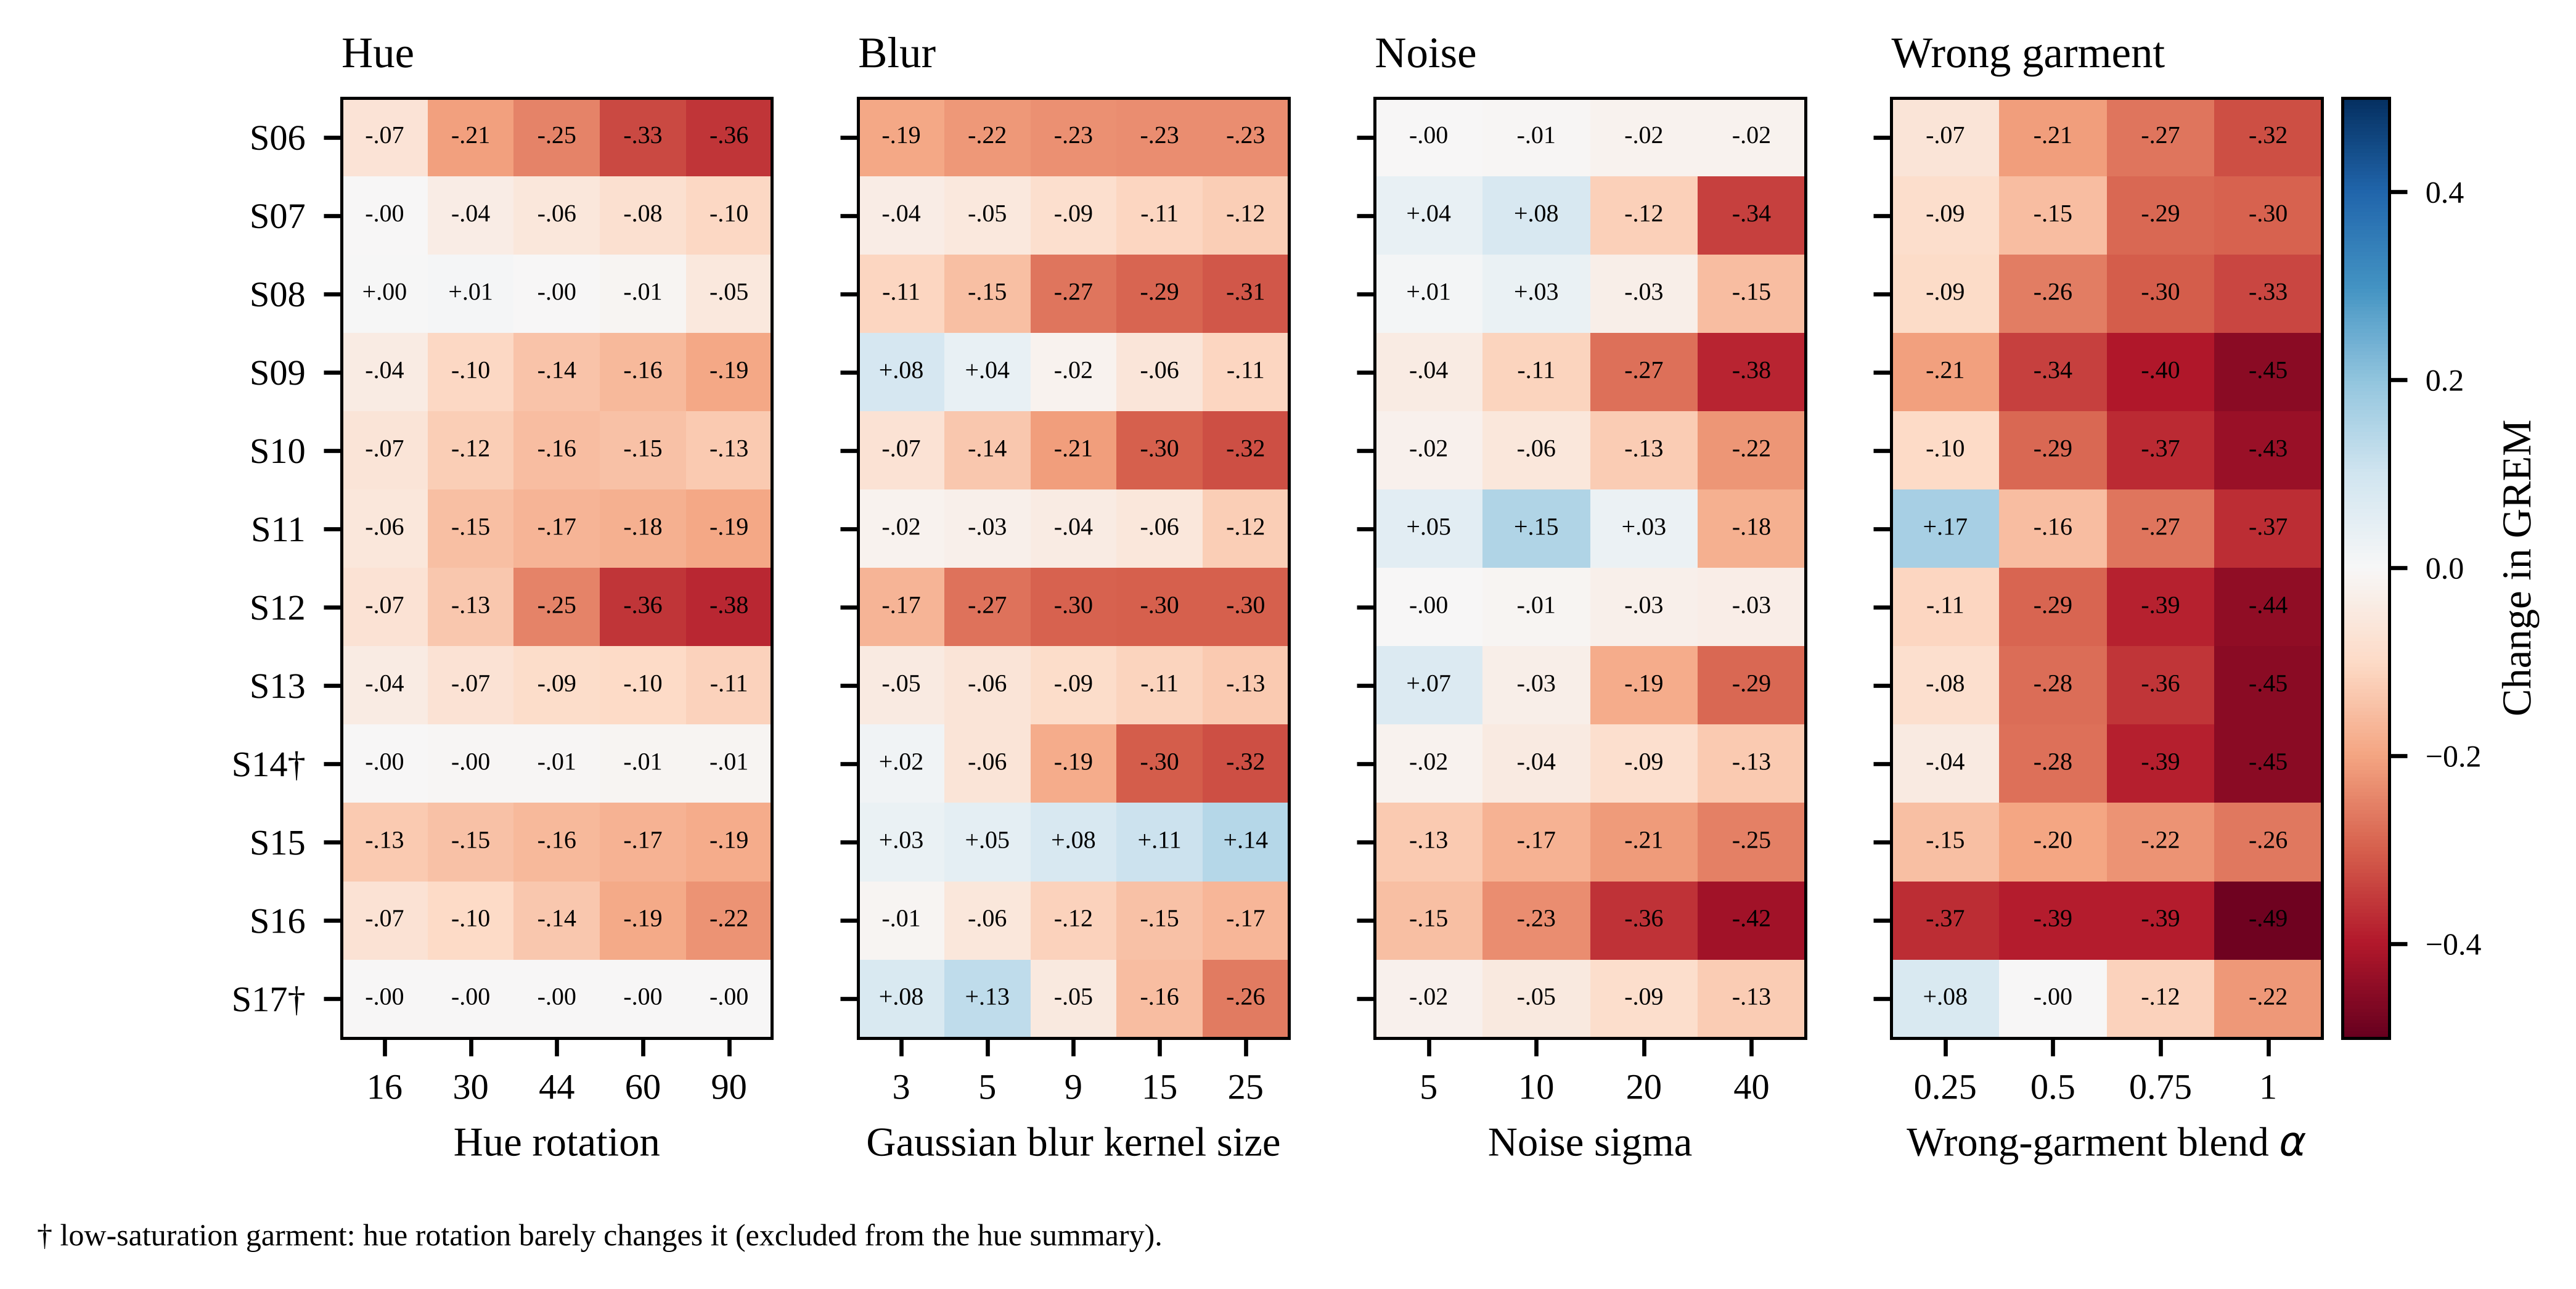 Hue Blur Noise Wrong garment
S06 -.07 -.21 -.25 -.33 -.36 -.19 -.22 -.23 -.23 -.23 -.00 -.01 -.02 -.02 -.07 -.21 -.27 -.32
S07 -.00 -.04 -.06 -.08 -.10 -.04 -.05 -.09 -.11 -.12 +.04 +.08 -.12 -.34 -.09 -.15 -.29 -.30 0.4
S08 +.00 +.01 -.00 -.01 -.05 -.11 -.15 -.27 -.29 -.31 +.01 +.03 -.03 -.15 -.09 -.26 -.30 -.33
S09 -.04 -.10 -.14 -.16 -.19 +.08 +.04 -.02 -.06 -.11 -.04 -.11 -.27 -.38 -.21 -.34 -.40 -.45 0.2
S10 -.07 -.12 -.16 -.15 -.13 -.07 -.14 -.21 -.30 -.32 -.02 -.06 -.13 -.22 -.10 -.29 -.37 -.43
S11 -.06 -.15 -.17 -.18 -.19 -.02 -.03 -.04 -.06 -.12 +.05 +.15 +.03 -.18 +.17 -.16 -.27 -.37
0.0
Change in GREM
S12 -.07 -.13 -.25 -.36 -.38 -.17 -.27 -.30 -.30 -.30 -.00 -.01 -.03 -.03 -.11 -.29 -.39 -.44
S13 -.04 -.07 -.09 -.10 -.11 -.05 -.06 -.09 -.11 -.13 +.07 -.03 -.19 -.29 -.08 -.28 -.36 -.45
S14† -.00 -.00 -.01 -.01 -.01 +.02 -.06 -.19 -.30 -.32 -.02 -.04 -.09 -.13 -.04 -.28 -.39 -.45 −0.2
S15 -.13 -.15 -.16 -.17 -.19 +.03 +.05 +.08 +.11 +.14 -.13 -.17 -.21 -.25 -.15 -.20 -.22 -.26
S16 -.07 -.10 -.14 -.19 -.22 -.01 -.06 -.12 -.15 -.17 -.15 -.23 -.36 -.42 -.37 -.39 -.39 -.49 −0.4
S17† -.00 -.00 -.00 -.00 -.00 +.08 +.13 -.05 -.16 -.26 -.02 -.05 -.09 -.13 +.08 -.00 -.12 -.22
16 30 44 60 90 3 5 9 15 25 5 10 20 40 0.25 0.5 0.75 1
Hue rotation Gaussian blur kernel size Noise sigma Wrong-garment blend α
† low-saturation garment: hue rotation barely changes it (excluded from the hue summary).